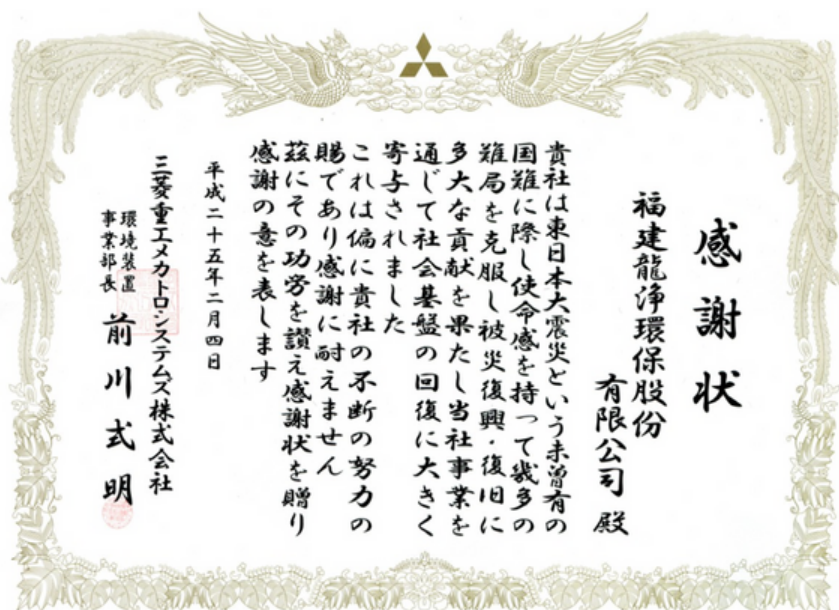 感謝状
福建龍浄環保股份
有限公司 殿
貴社は東日本大震災という未曾有の
国難に際し使命感を持って幾多の
難局を克服し被災復興・復旧に
多大な貢献を果たし当社事業を
通じて社会基盤の回復に大きく
寄与されました
これは偏に貴社の不断の努力の
賜であり感謝に耐えません
茲にその功労を讃え感謝状を贈り
感謝の意を表します
平成二十五年二月四日
三菱重工メカトロシステムズ株式会社
環境装置
事業部長
前川式明